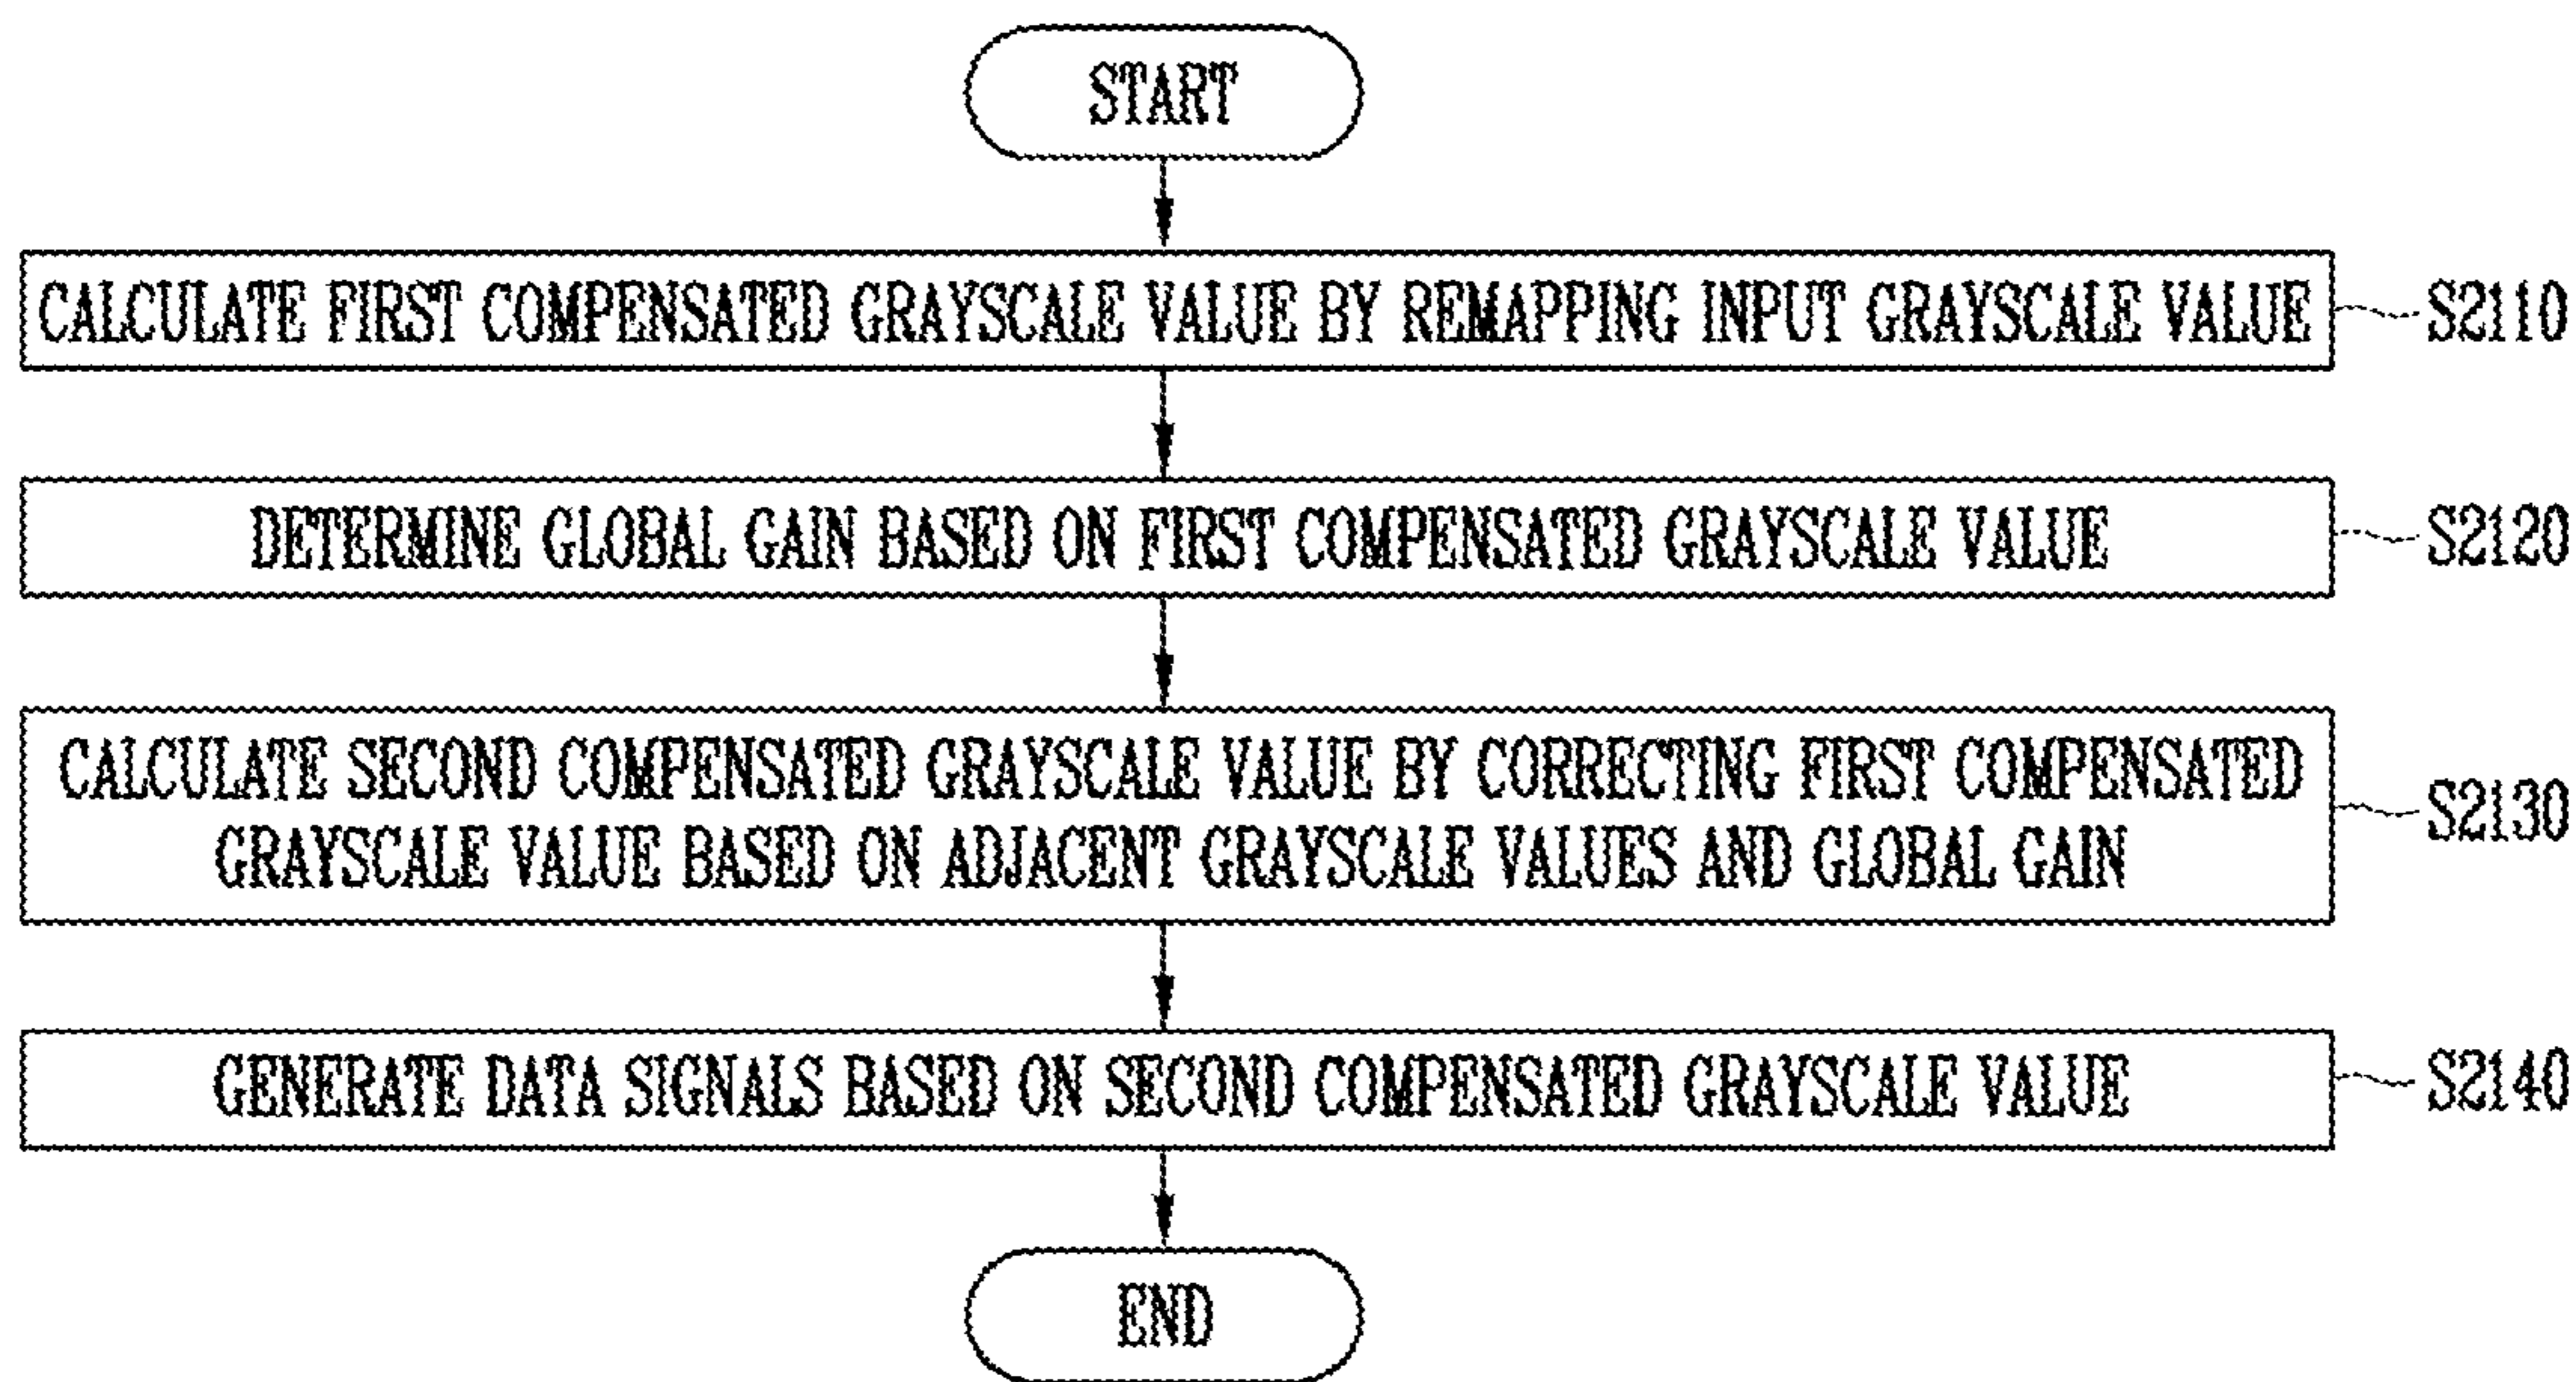 START
CALCULATE FIRST COMPENSATED GRAYSCALE VALUE BY REMAPPING INPUT GRAYSCALE VALUE
S2110
DETERMINE GLOBAL GAIN BASED ON FIRST COMPENSATED GRAYSCALE VALUE
S2120
CALCULATE SECOND COMPENSATED GRAYSCALE VALUE BY CORRECTING FIRST COMPENSATED
GRAYSCALE VALUE BASED ON ADJACENT GRAYSCALE VALUES AND GLOBAL GAIN
S2130
GENERATE DATA SIGNALS BASED ON SECOND COMPENSATED GRAYSCALE VALUE
S2140
END